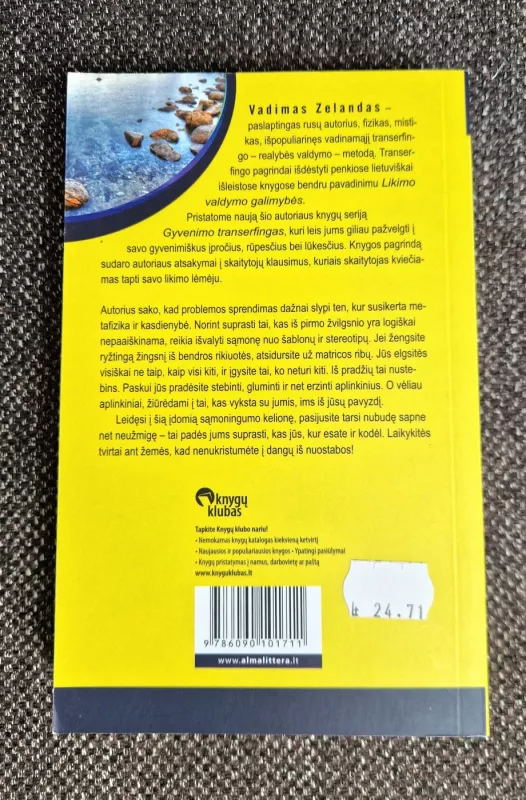 Vadimas Zelandas –
paslaptingas rusų autorius, fizikas, misti-
kas, išpopuliarinęs vadinamąjį transerfin-
go – realybės valdymo – metodą. Transer-
fingo pagrindai išdėstyti penkiose lietuviškai
išleistose knygose bendru pavadinimu Likimo
valdymo galimybės.
Pristatome naują šio autoriaus knygų seriją
Gyvenimo transerfingas, kuri leis jums giliau pažvelgti į
savo gyvenimiškus įpročius, rūpesčius bei lūkesčius. Knygos pagrindą
sudaro autoriaus atsakymai į skaitytojų klausimus, kuriais skaitytojas kviečia-
mas tapti savo likimo lėmėju.
Autorius sako, kad problemos sprendimas dažnai slypi ten, kur susikerta me-
tafizika ir kasdienybė. Norint suprasti tai, kas iš pirmo žvilgsnio yra logiškai
nepaaiškinama, reikia išvalyti sąmonę nuo šablonų ir stereotipų. Jei žengsite
ryžtingą žingsnį iš bendros rikiuotės, atsidursite už matricos ribų. Jūs elgsitės
visiškai ne taip, kaip visi kiti, ir įgysite tai, ko neturi kiti. Iš pradžių tai nuste-
bins. Paskui jūs pradėsite stebinti, gluminti ir net erzinti aplinkinius. O vėliau
aplinkiniai, žiūrėdami į tai, kas vyksta su jumis, ims iš jūsų pavyzdį.
Leidęsi į šią įdomią sąmoningumo kelionę, pasijusite tarsi nubudę sapne
net neužmigę – tai padės jums suprasti, kas jūs, kur esate ir kodėl. Laikykitės
tvirtai ant žemės, kad nenukristumėte į dangų iš nuostabos!
knygų
klubas
Tapkite Knygų klubo nariu!
• Nemokamas knygų katalogas kiekvieną ketvirtį
• Naujausios ir populiariausios knygos • Ypatingi pasiūlymai
• Knygų pristatymas į namus, darbovietę ar paštą
www.knyguklubas.lt
9 786090 101711
www.almalittera.lt
Lt 24.71